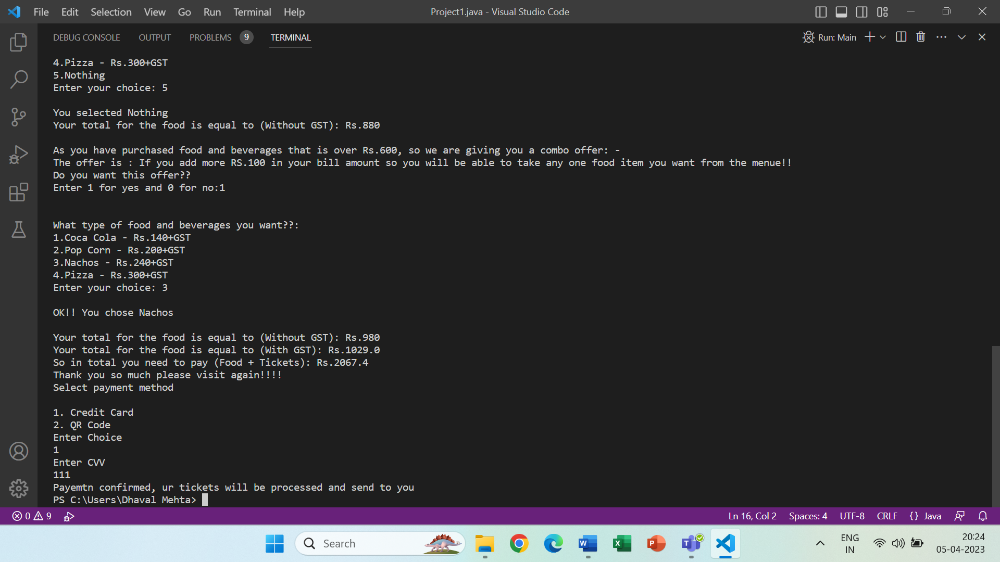 File Edit Selection View Go Run Terminal Help Project1.java - Visual Studio Code
DEBUG CONSOLE OUTPUT PROBLEMS 9 TERMINAL Run: Main
4.Pizza - Rs.300+GST
5.Nothing
Enter your choice: 5
You selected Nothing
Your total for the food is equal to (Without GST): Rs.880
As you have purchased food and beverages that is over Rs.600, so we are giving you a combo offer: -
The offer is : If you add more RS.100 in your bill amount so you will be able to take any one food item you want from the menue!!
Do you want this offer??
Enter 1 for yes and 0 for no:1
What type of food and beverages you want??:
1.Coca Cola - Rs.140+GST
2.Pop Corn - Rs.200+GST
3.Nachos - Rs.240+GST
4.Pizza - Rs.300+GST
Enter your choice: 3
OK!! You chose Nachos
Your total for the food is equal to (Without GST): Rs.980
Your total for the food is equal to (With GST): Rs.1029.0
So in total you need to pay (Food + Tickets): Rs.2067.4
Thank you so much please visit again!!!!
Select payment method
1. Credit Card
2. QR Code
Enter Choice
1
Enter CVV
111
Payemtn confirmed, ur tickets will be processed and send to you
PS C:\Users\Dhaval Mehta>
0 9 Ln 16, Col 2 Spaces: 4 UTF-8 CRLF {} Java
Search W X P T ENG IN 20:24 05-04-2023